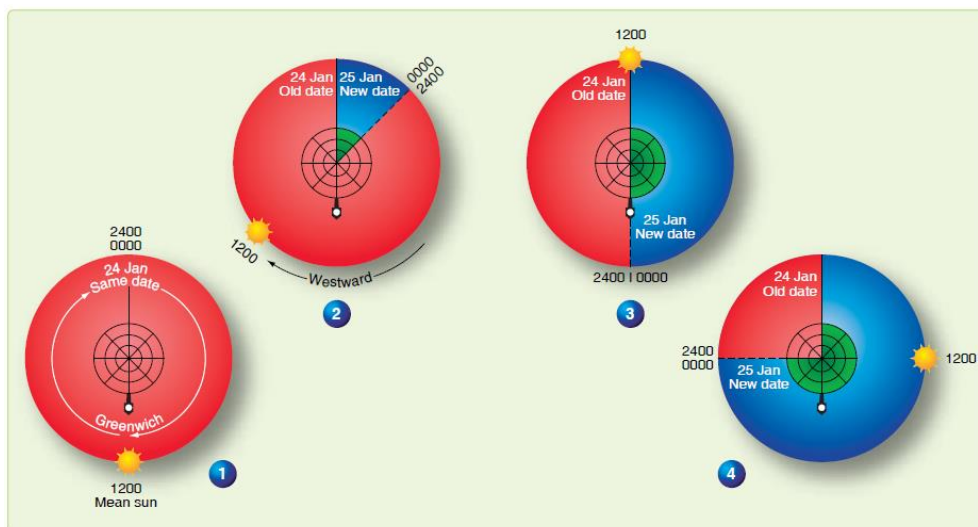 2400
0000
24 Jan
Same date
Greenwich
1200
Mean sun
1
24 Jan
Old date
25 Jan
New date
0000
2400
1200
Westward
2
1200
24 Jan
Old date
25 Jan
New date
2400 | 0000
3
24 Jan
Old date
2400
0000
25 Jan
New date
1200
4